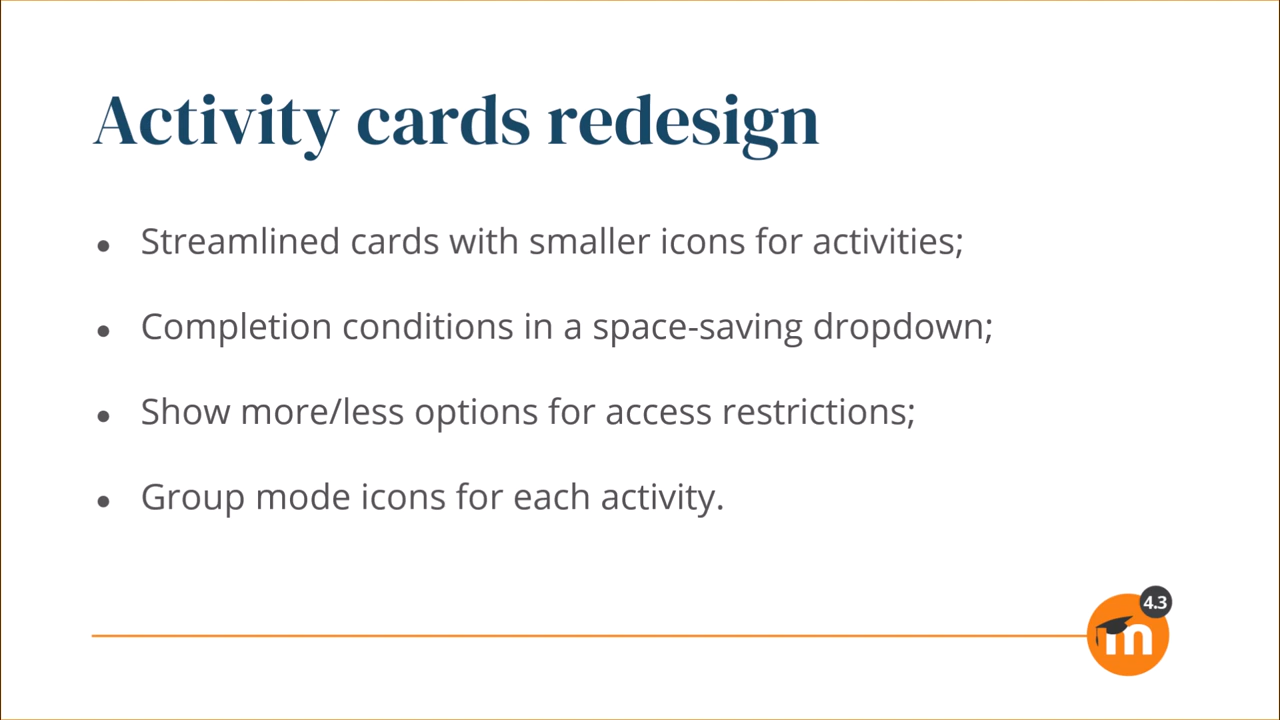 Activity cards redesign
● Streamlined cards with smaller icons for activities;
● Completion conditions in a space-saving dropdown;
● Show more/less options for access restrictions;
● Group mode icons for each activity.
4.3
m